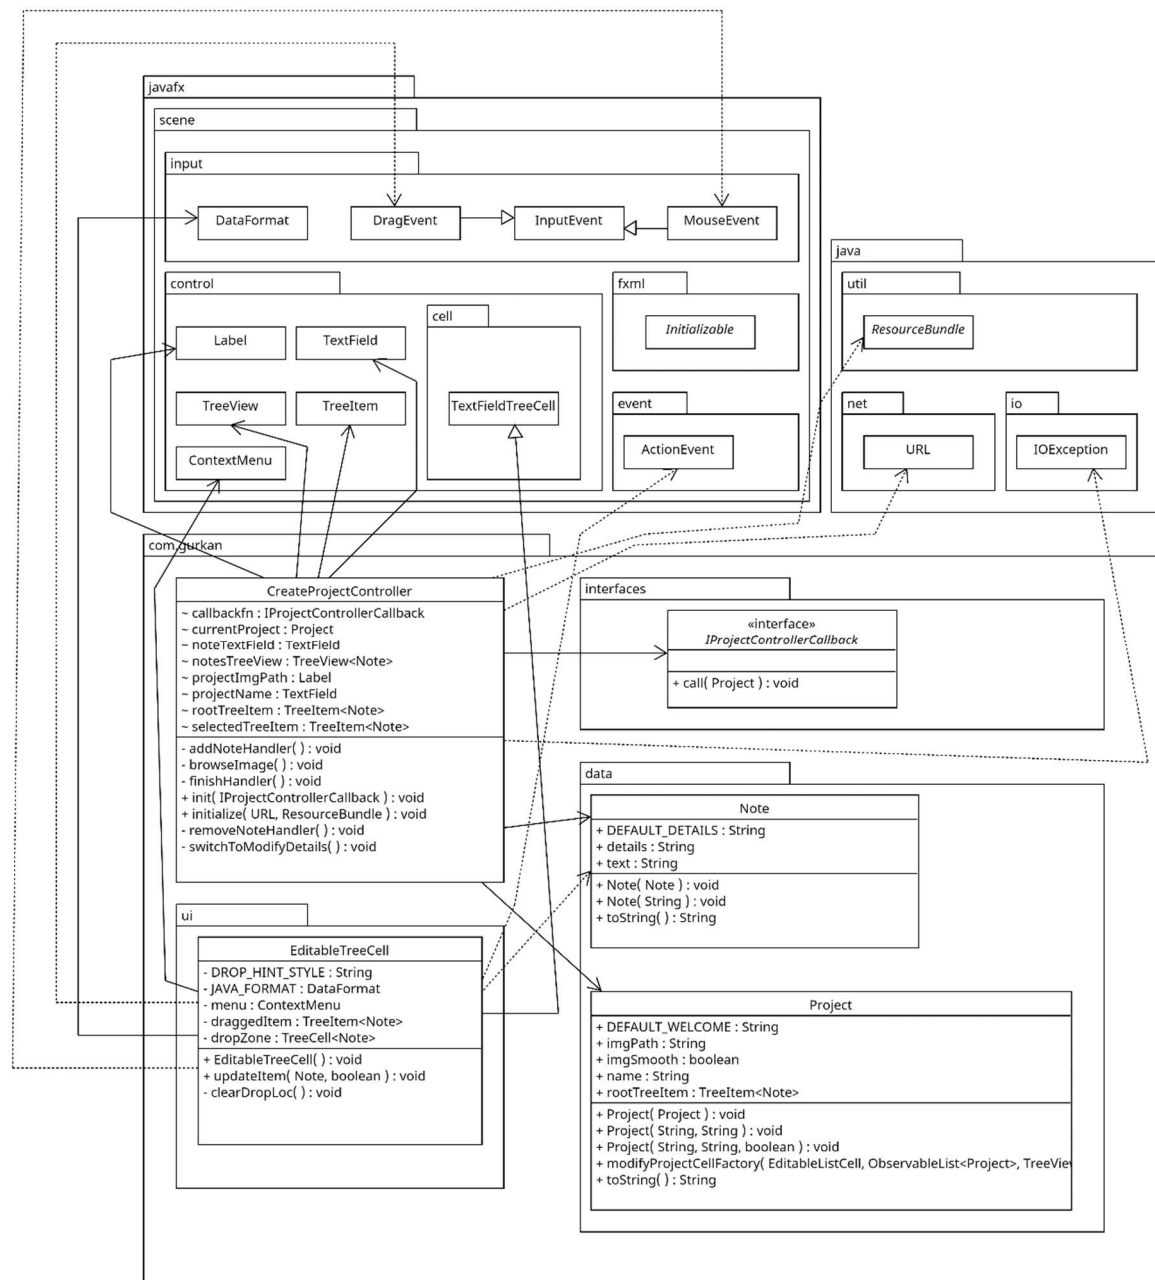 javafx
scene
input
DataFormat
DragEvent
InputEvent
MouseEvent
java
control
fxml
util
cell
Label
TextField
Initializable
ResourceBundle
TreeView
TreeItem
TextFieldTreeCell
event
net
io
ContextMenu
ActionEvent
URL
IOException
com.gurkan
CreateProjectController
~ callbackfn : IProjectControllerCallback
~ currentProject : Project
~ noteTextField : TextField
~ notesTreeView : TreeView<Note>
~ projectImgPath : Label
~ projectName : TextField
~ rootTreeItem : TreeItem<Note>
~ selectedTreeItem : TreeItem<Note>
- addNoteHandler( ) : void
- browseImage( ) : void
- finishHandler( ) : void
+ init( IProjectControllerCallback ) : void
+ initialize( URL, ResourceBundle ) : void
- removeNoteHandler( ) : void
- switchToModifyDetails( ) : void
interfaces
«interface»
IProjectControllerCallback
+ call( Project ) : void
data
Note
+ DEFAULT_DETAILS : String
+ details : String
+ text : String
+ Note( Note ) : void
+ Note( String ) : void
+ toString( ) : String
ui
EditableTreeCell
- DROP_HINT_STYLE : String
- JAVA_FORMAT : DataFormat
- menu : ContextMenu
- draggedItem : TreeItem<Note>
- dropZone : TreeCell<Note>
+ EditableTreeCell( ) : void
+ updateItem( Note, boolean ) : void
- clearDropLoc( ) : void
Project
+ DEFAULT_WELCOME : String
+ imgPath : String
+ imgSmooth : boolean
+ name : String
+ rootTreeItem : TreeItem<Note>
+ Project( Project ) : void
+ Project( String, String ) : void
+ Project( String, String, boolean ) : void
+ modifyProjectCellFactory( EditableListCell, ObservableList<Project>,
+ toString( ) : String